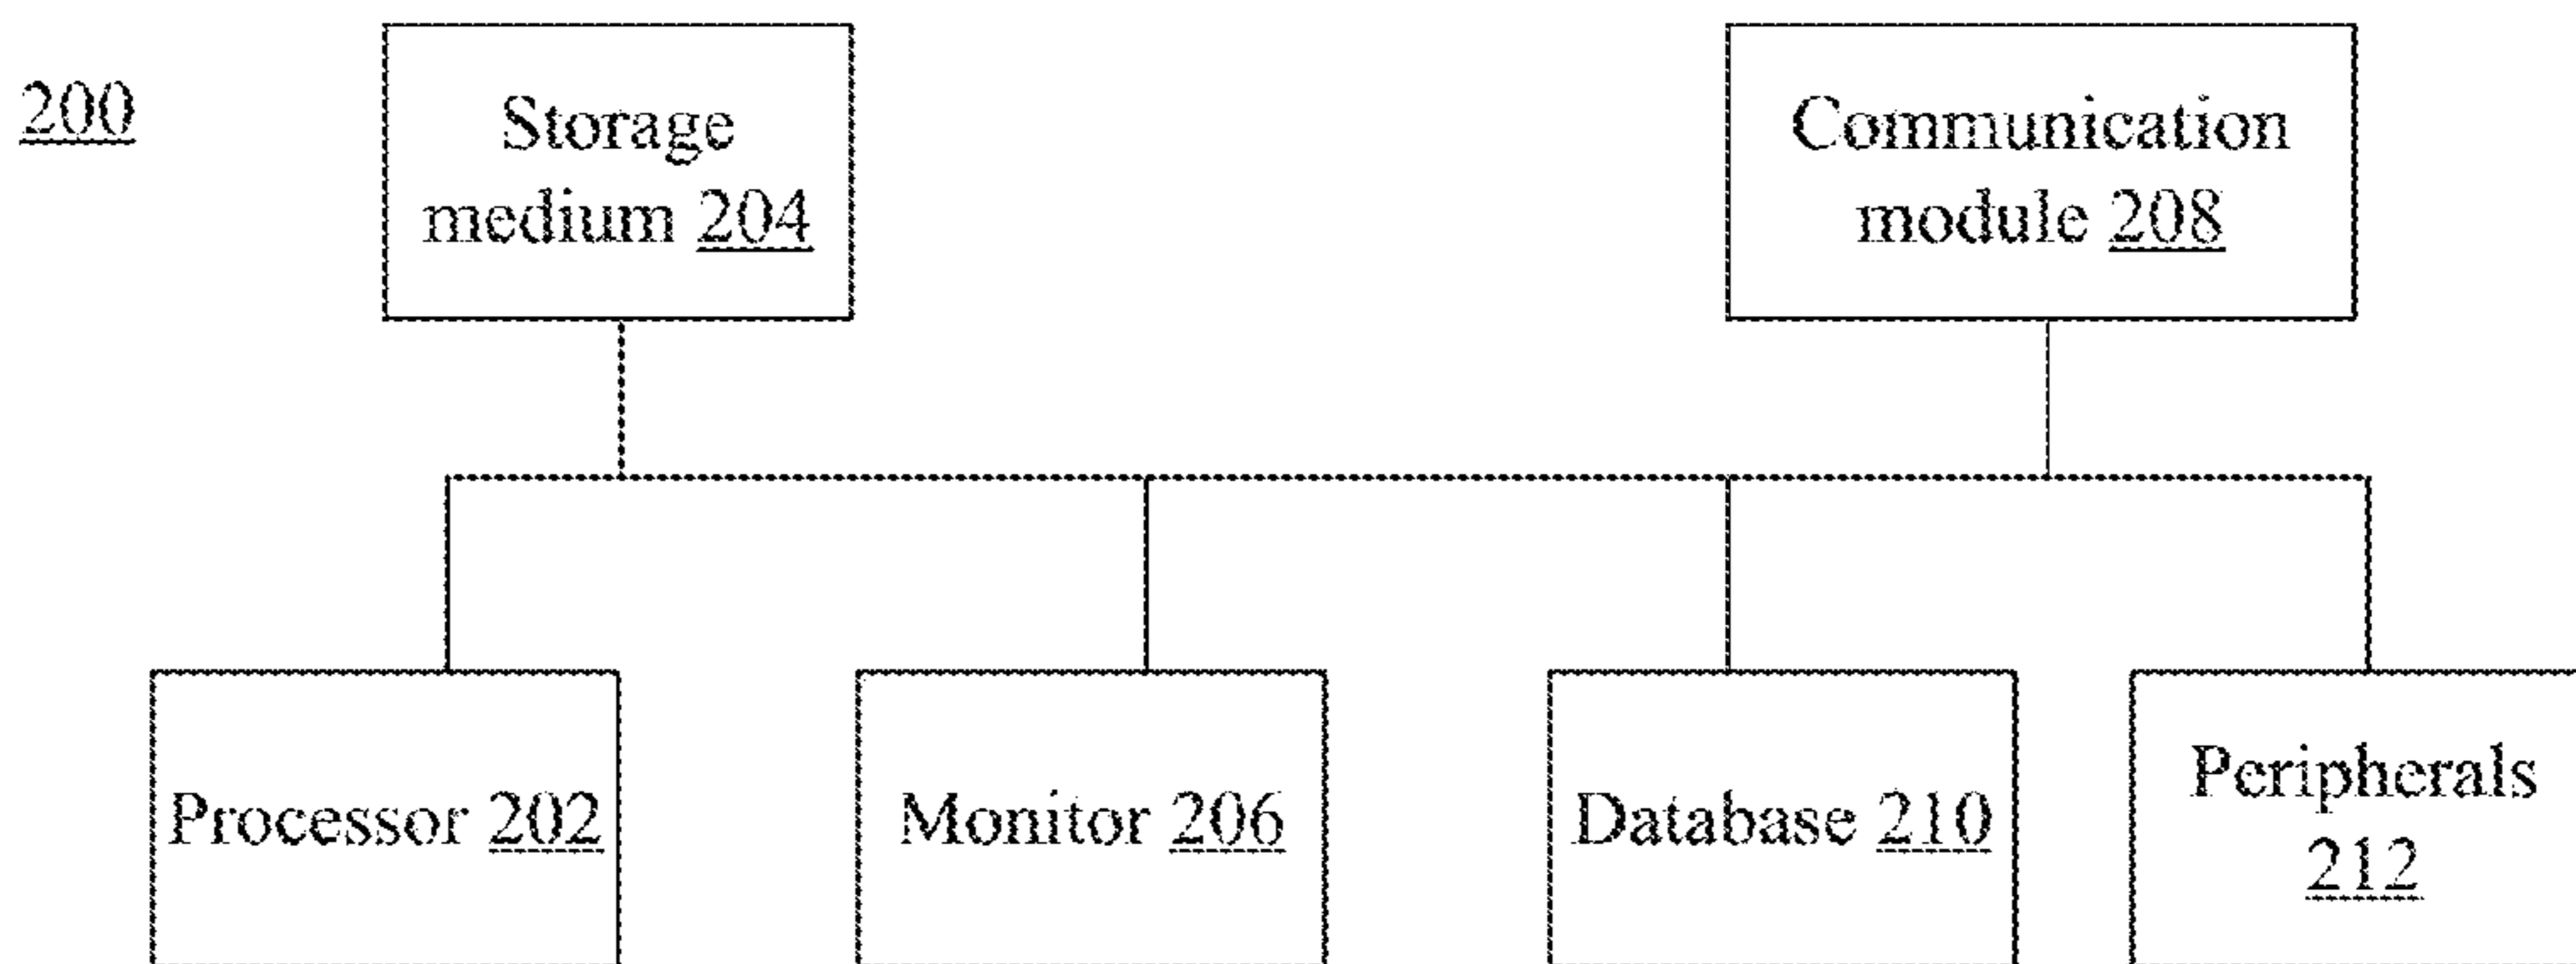 200
Storage
medium 204
Communication
module 208
Processor 202
Monitor 206
Database 210
Peripherals
212